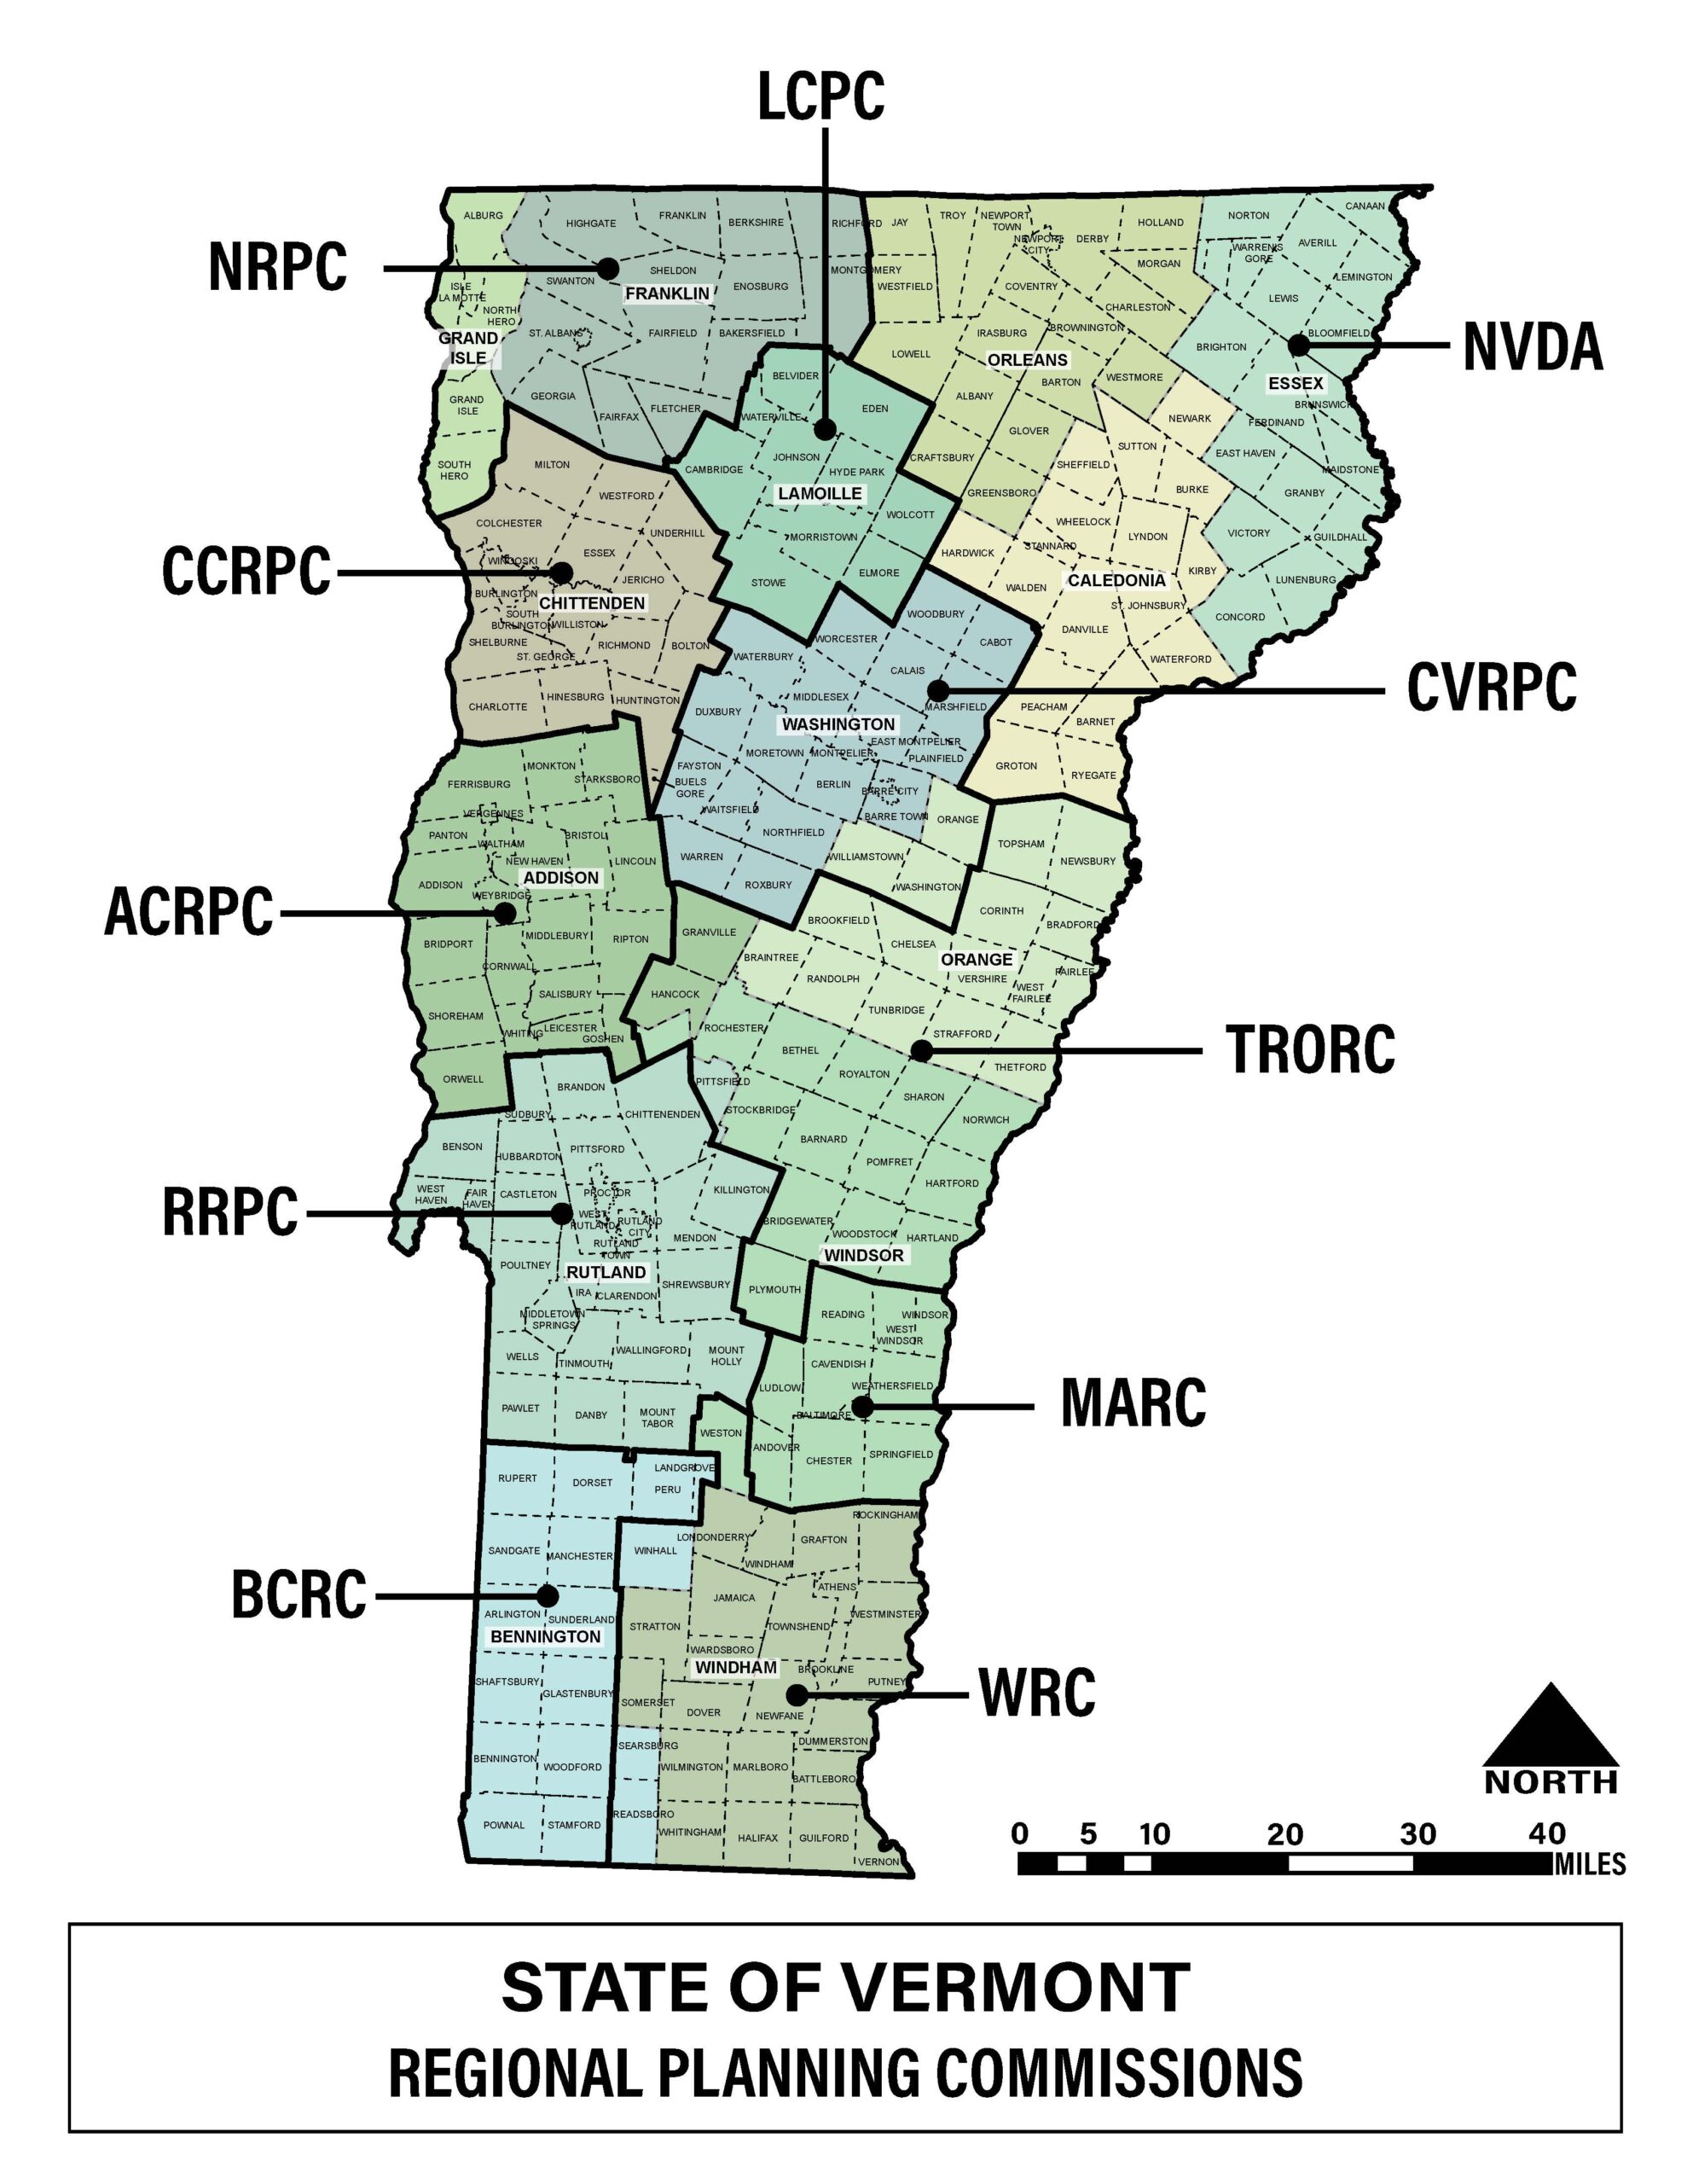 LCPC
NRPC
NVDA
CCRPC
CVRPC
ACRPC
TRORC
RRPC
MARC
BCRC
WRC
ALBURG
HIGHGATE
FRANKLIN
BERKSHIRE
RICHFORD
JAY
TROY
NEWPORT
TOWN
NEWPORT
CITY
DERBY
HOLLAND
NORTON
CANAAN
WARREN'S
GORE
AVERILL
MORGAN
LEMINGTON
ISLE
LA MOTTE
SWANTON
SHELDON
FRANKLIN
ENOSBURG
MONTGOMERY
WESTFIELD
COVENTRY
CHARLESTON
LEWIS
NORTH
HERO
ST. ALBANS
FAIRFIELD
BAKERSFIELD
LOWELL
IRASBURG
BROWNINGTON
BRIGHTON
BLOOMFIELD
GRAND
ISLE
ORLEANS
BARTON
WESTMORE
ESSEX
BRUNSWICK
GRAND
ISLE
GEORGIA
FAIRFAX
FLETCHER
BELVIDER
WATERVILLE
EDEN
ALBANY
GLOVER
NEWARK
FERDINAND
SUTTON
EAST HAVEN
MAIDSTONE
SOUTH
HERO
MILTON
WESTFORD
CAMBRIDGE
JOHNSON
HYDE PARK
LAMOILLE
CRAFTSBURY
GREENSBORO
SHEFFIELD
BURKE
GRANBY
COLCHESTER
UNDERHILL
WOLCOTT
MORRISTOWN
WHEELOCK
STANNARD
LYNDON
VICTORY
GUILDHALL
WINOOSKI
ESSEX
JERICHO
STOWE
ELMORE
HARDWICK
WALDEN
CALEDONIA
KIRBY
LUNENBURG
BURLINGTON
CHITTENDEN
SOUTH
BURLINGTON
WILLISTON
ST. JOHNSBURY
CONCORD
SHELBURNE
ST. GEORGE
RICHMOND
BOLTON
WATERBURY
WORCESTER
WOODBURY
CABOT
DANVILLE
WATERFORD
CALAIS
CHARLOTTE
HINESBURG
HUNTINGTON
DUXBURY
MIDDLESEX
WASHINGTON
MARSHFIELD
PEACHAM
BARNET
EAST MONTPELIER
MORETOWN
MONTPELIER
PLAINFIELD
GROTON
RYEGATE
MONKTON
STARKSBORO
FERRISBURG
FAYSTON
BUELS
GORE
BERLIN
BARRE CITY
WAITSFIELD
BARRE TOWN
ORANGE
VERGENNES
PANTON
WALTHAM
BRISTOL
NORTHFIELD
TOPSHAM
NEWSBURY
NEW HAVEN
LINCOLN
WARREN
WILLIAMSTOWN
ADDISON
ADDISON
WEYBRIDGE
ROXBURY
WASHINGTON
CORINTH
BROOKFIELD
BRADFORD
BRIDPORT
MIDDLEBURY
RIPTON
GRANVILLE
CHELSEA
BRAINTREE
ORANGE
CORNWALL
RANDOLPH
VERSHIRE
FAIRLEE
WEST
FAIRLEE
SALISBURY
HANCOCK
TUNBRIDGE
SHOREHAM
WHITING
LEICESTER
GOSHEN
ROCHESTER
STRAFFORD
BETHEL
THETFORD
ORWELL
BRANDON
PITTSFIELD
ROYALTON
SHARON
SUDBURY
CHITTENENDEN
STOCKBRIDGE
NORWICH
BENSON
HUBBARDTON
PITTSFORD
BARNARD
POMFRET
WEST
HAVEN
FAIR
HAVEN
CASTLETON
PROCTOR
KILLINGTON
HARTFORD
WEST
RUTLAND
RUTLAND
CITY
RUTLAND
TOWN
MENDON
BRIDGEWATER
WOODSTOCK
HARTLAND
WINDSOR
POULTNEY
RUTLAND
SHREWSBURY
PLYMOUTH
IRA
CLARENDON
MIDDLETOWN
SPRINGS
READING
WINDSOR
WEST
WINDSOR
WELLS
TINMOUTH
WALLINGFORD
MOUNT
HOLLY
CAVENDISH
LUDLOW
WEATHERSFIELD
PAWLET
DANBY
MOUNT
TABOR
BALTIMORE
WESTON
ANDOVER
CHESTER
SPRINGFIELD
RUPERT
DORSET
LANDGROVE
PERU
ROCKINGHAM
SANDGATE
MANCHESTER
WINHALL
LONDONDERRY
GRAFTON
WINDHAM
ATHENS
JAMAICA
ARLINGTON
SUNDERLAND
BENNINGTON
STRATTON
TOWNSHEND
WESTMINSTER
WARDSBORO
WINDHAM
BROOKLINE
PUTNEY
SHAFTSBURY
GLASTENBURY
SOMERSET
DOVER
NEWFANE
DUMMERSTON
BENNINGTON
WOODFORD
SEARSBURG
WILMINGTON
MARLBORO
BATTLEBORO
POWNAL
STAMFORD
READSBORO
WHITINGHAM
HALIFAX
GUILFORD
VERNON
NORTH
0 5 10 20 30 40
MILES
STATE OF VERMONT
REGIONAL PLANNING COMMISSIONS